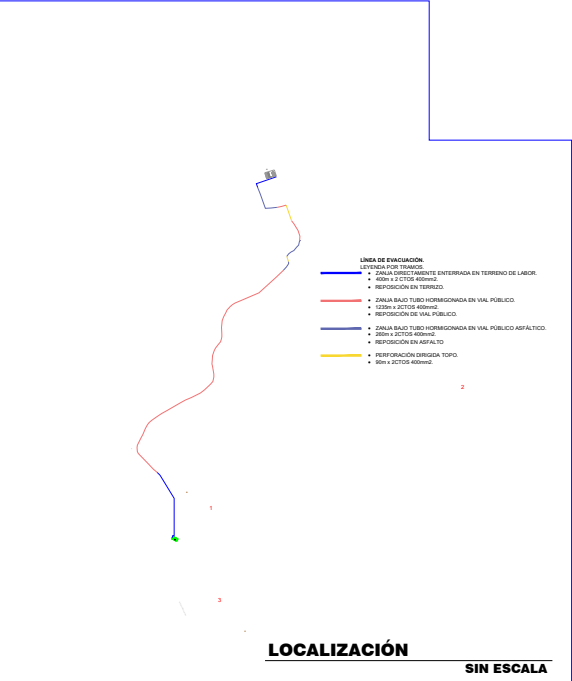 LÍNEA DE EVACUACIÓN.
LEYENDA POR TRAMOS.
• ZANJA DIRECTAMENTE ENTERRADA EN TERRENO DE LABOR.
• 400m x 2 CTOS 400mm2.
• REPOSICIÓN EN TERRIZO.
• ZANJA BAJO TUBO HORMIGONADA EN VIAL PÚBLICO.
• 1235m x 2CTOS 400mm2.
• REPOSICIÓN DE VIAL PÚBLICO.
• ZANJA BAJO TUBO HORMIGONADA EN VIAL PÚBLICO ASFÁLTICO.
• 260m x 2CTOS 400mm2.
• REPOSICIÓN EN ASFALTO
• PERFORACIÓN DIRIGIDA TOPO.
• 90m x 2CTOS 400mm2.
2
1
3
LOCALIZACIÓN
SIN ESCALA